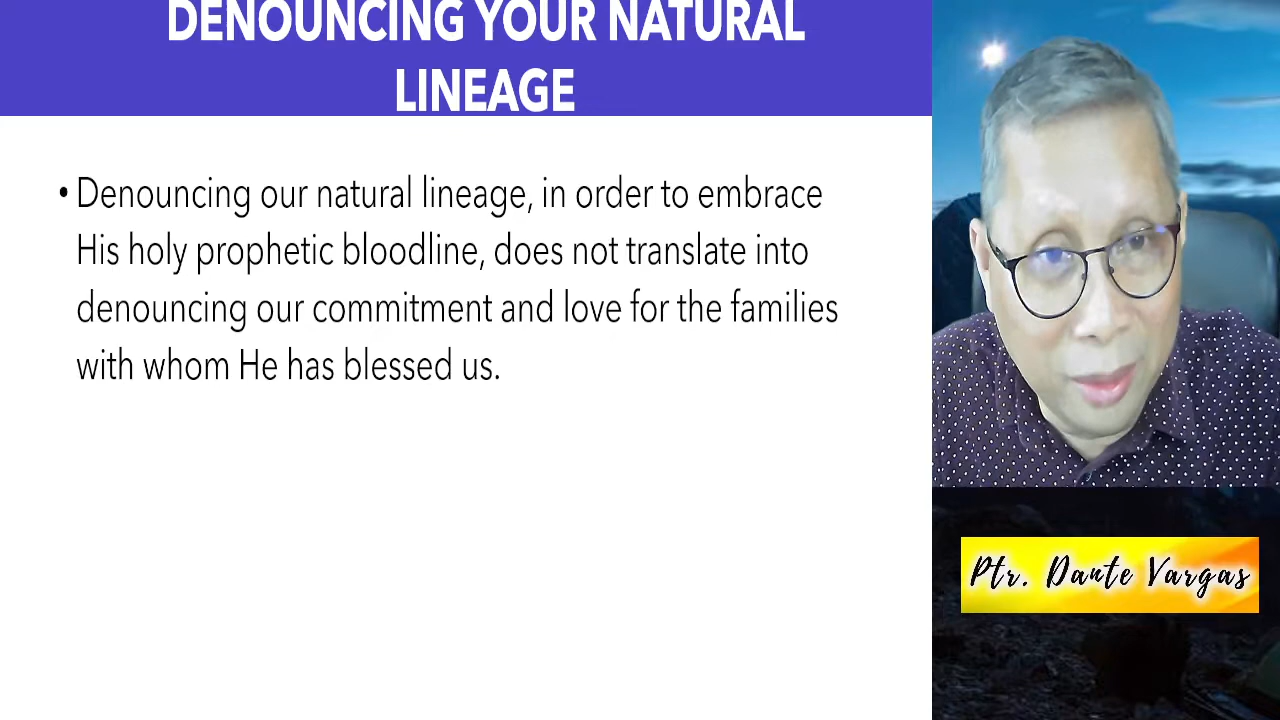 DENOUNCING YOUR NATURAL
LINEAGE
• Denouncing our natural lineage, in order to embrace
His holy prophetic bloodline, does not translate into
denouncing our commitment and love for the families
with whom He has blessed us.
Ptr. Dante Vargas